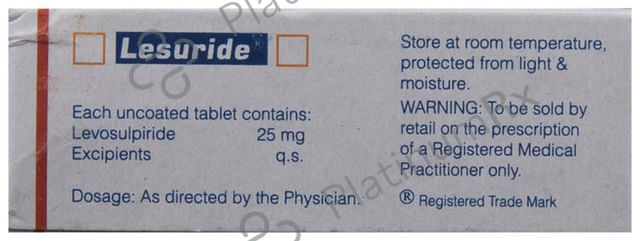 Lesuride®
Each uncoated tablet contains:
Levosulpiride 25 mg
Excipients q.s.
Dosage: As directed by the Physician.
Store at room temperature,
protected from light &
moisture.
WARNING: To be sold by
retail on the prescription
of a Registered Medical
Practitioner only.
® Registered Trade Mark
PlatinumRx